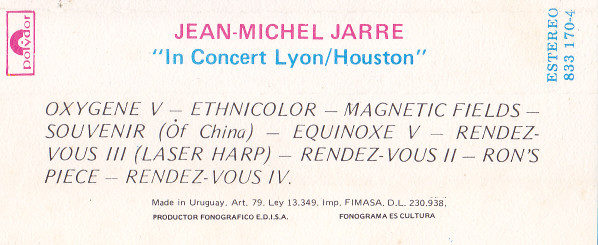 polydor
JEAN-MICHEL JARRE
"In Concert Lyon/Houston"
ESTEREO
833 170-4
OXYGENE V — ETHNICOLOR — MAGNETIC FIELDS —
SOUVENIR (Of China) — EQUINOXE V — RENDEZ-
VOUS III (LASER HARP) — RENDEZ-VOUS II — RON'S
PIECE — RENDEZ-VOUS IV.
Made in Uruguay. Art. 79. Ley 13.349. Imp. FIMASA. D.L. 230.938.
PRODUCTOR FONOGRAFICO E.D.I.S.A. FONOGRAMA ES CULTURA